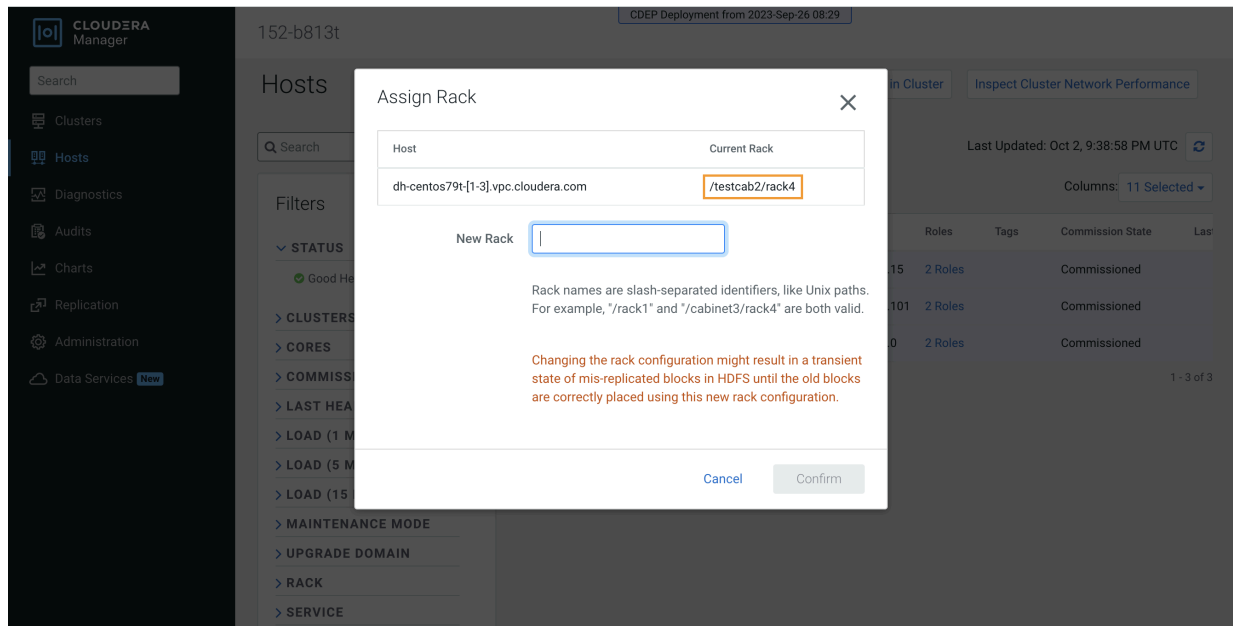 CDEP Deployment from 2023-Sep-26 08:29
CLOUDERA
Manager
152-b813t
Search
Clusters
Hosts
Diagnostics
Audits
Charts
Replication
Administration
Data Services New
Hosts
in Cluster
Inspect Cluster Network Performance
Search
Last Updated: Oct 2, 9:38:58 PM UTC
Columns: 11 Selected
Filters
STATUS
Good He
CLUSTERS
CORES
COMMISS
LAST HEA
LOAD (1 M
LOAD (5 M
LOAD (15
MAINTENANCE MODE
UPGRADE DOMAIN
RACK
SERVICE
Roles Tags Commission State Las
.15 2 Roles Commissioned
101 2 Roles Commissioned
.0 2 Roles Commissioned
1 - 3 of 3
Assign Rack
Host Current Rack
dh-centos79t-[1-3].vpc.cloudera.com /testcab2/rack4
New Rack
Rack names are slash-separated identifiers, like Unix paths.
For example, "/rack1" and "/cabinet3/rack4" are both valid.
Changing the rack configuration might result in a transient
state of mis-replicated blocks in HDFS until the old blocks
are correctly placed using this new rack configuration.
Cancel Confirm